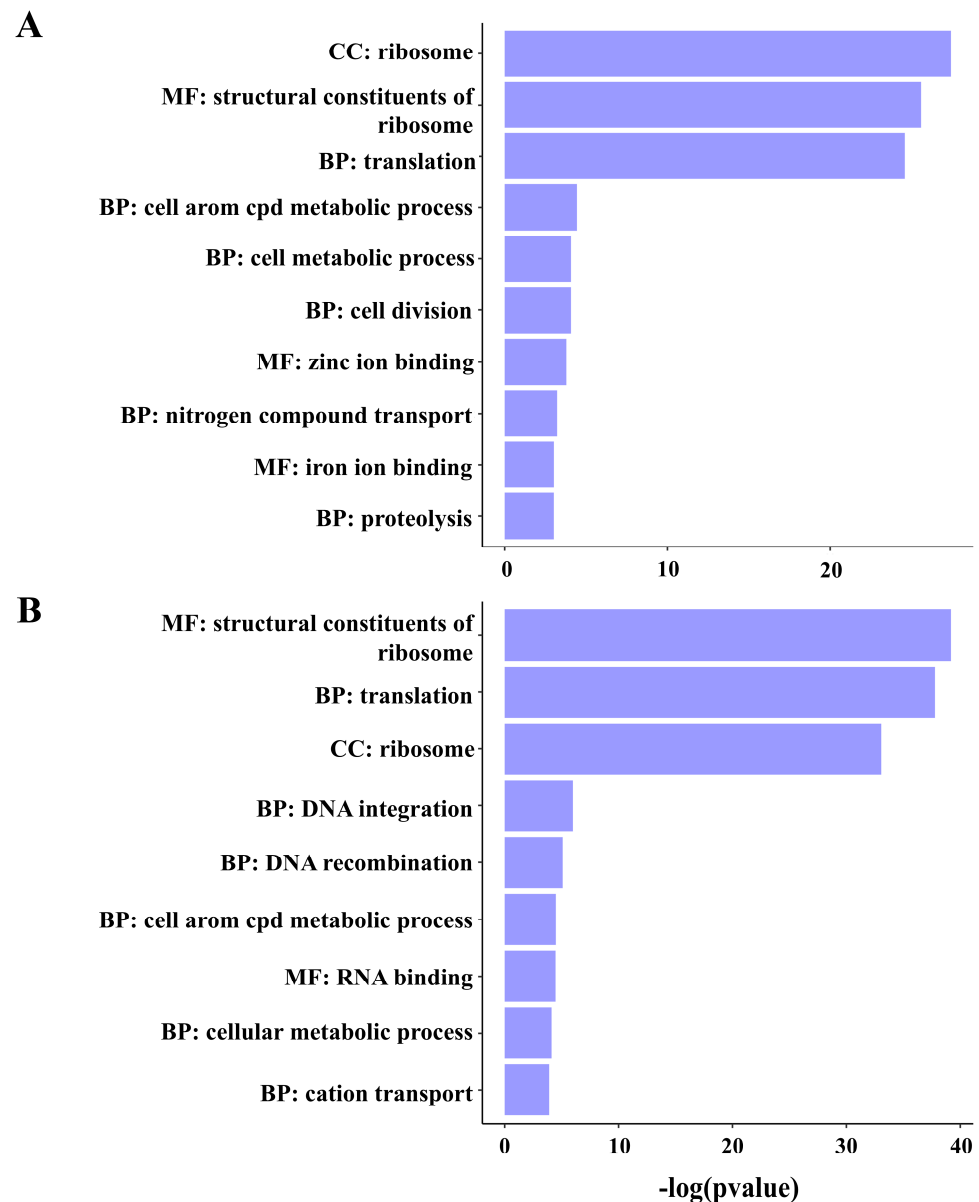 A
CC: ribosome
MF: structural constituents of
ribosome
BP: translation
BP: cell arom cpd metabolic process
BP: cell metabolic process
BP: cell division
MF: zinc ion binding
BP: nitrogen compound transport
MF: iron ion binding
BP: proteolysis
0 10 20
B
MF: structural constituents of
ribosome
BP: translation
CC: ribosome
BP: DNA integration
BP: DNA recombination
BP: cell arom cpd metabolic process
MF: RNA binding
BP: cellular metabolic process
BP: cation transport
0 10 20 30 40
-log(pvalue)